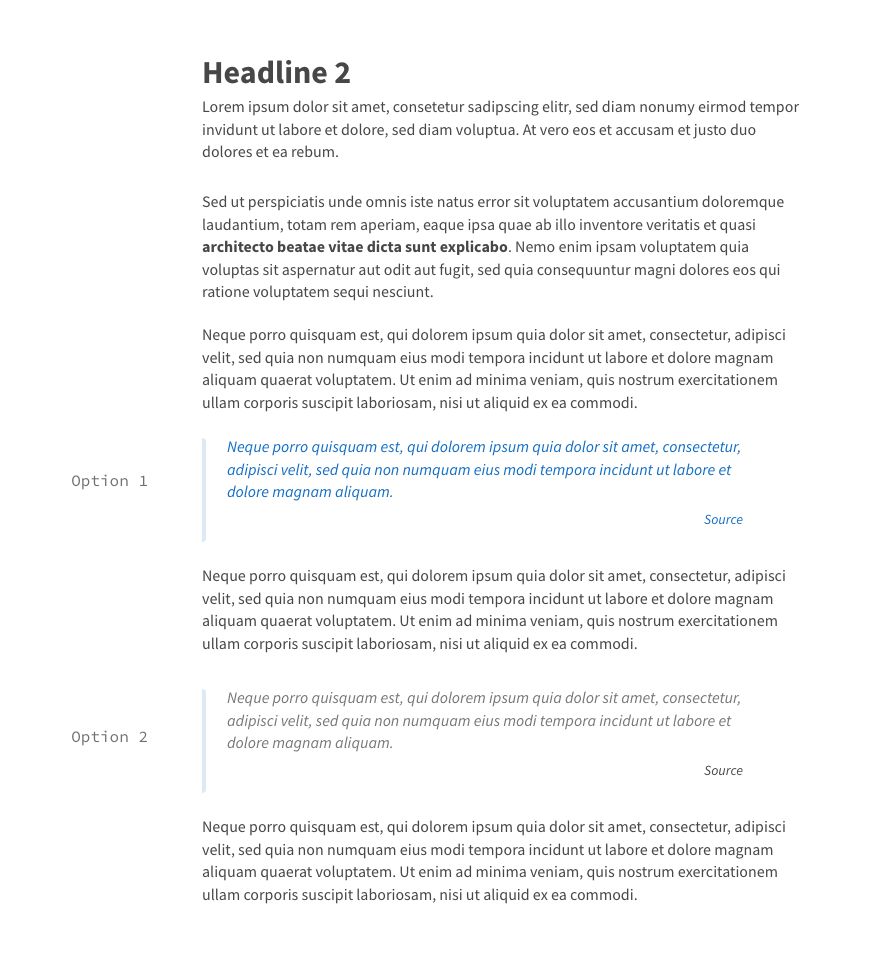 Headline 2
Lorem ipsum dolor sit amet, consetetur sadipscing elitr, sed diam nonumy eirmod tempor
invidunt ut labore et dolore, sed diam voluptua. At vero eos et accusam et justo duo
dolores et ea rebum.
Sed ut perspiciatis unde omnis iste natus error sit voluptatem accusantium doloremque
laudantium, totam rem aperiam, eaque ipsa quae ab illo inventore veritatis et quasi
architecto beatae vitae dicta sunt explicabo. Nemo enim ipsam voluptatem quia
voluptas sit aspernatur aut odit aut fugit, sed quia consequuntur magni dolores eos qui
ratione voluptatem sequi nesciunt.
Neque porro quisquam est, qui dolorem ipsum quia dolor sit amet, consectetur, adipisci
velit, sed quia non numquam eius modi tempora incidunt ut labore et dolore magnam
aliquam quaerat voluptatem. Ut enim ad minima veniam, quis nostrum exercitationem
ullam corporis suscipit laboriosam, nisi ut aliquid ex ea commodi.
Option 1
Neque porro quisquam est, qui dolorem ipsum quia dolor sit amet, consectetur,
adipisci velit, sed quia non numquam eius modi tempora incidunt ut labore et
dolore magnam aliquam.
Source
Neque porro quisquam est, qui dolorem ipsum quia dolor sit amet, consectetur, adipisci
velit, sed quia non numquam eius modi tempora incidunt ut labore et dolore magnam
aliquam quaerat voluptatem. Ut enim ad minima veniam, quis nostrum exercitationem
ullam corporis suscipit laboriosam, nisi ut aliquid ex ea commodi.
Option 2
Neque porro quisquam est, qui dolorem ipsum quia dolor sit amet, consectetur,
adipisci velit, sed quia non numquam eius modi tempora incidunt ut labore et
dolore magnam aliquam.
Source
Neque porro quisquam est, qui dolorem ipsum quia dolor sit amet, consectetur, adipisci
velit, sed quia non numquam eius modi tempora incidunt ut labore et dolore magnam
aliquam quaerat voluptatem. Ut enim ad minima veniam, quis nostrum exercitationem
ullam corporis suscipit laboriosam, nisi ut aliquid ex ea commodi.